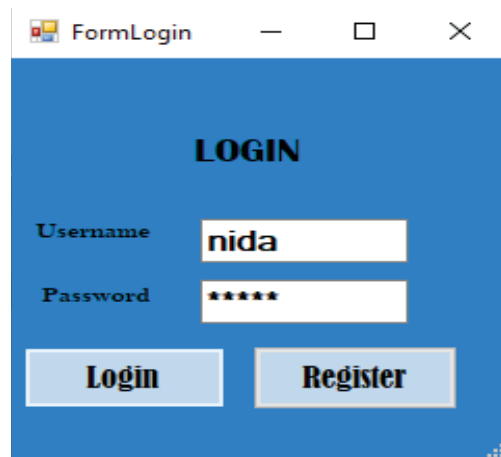 FormLogin
LOGIN
Username nida
Password *****
Login Register